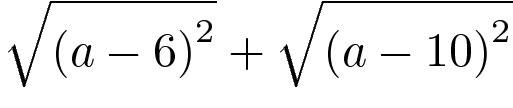 √(a − 6)² + √(a − 10)²